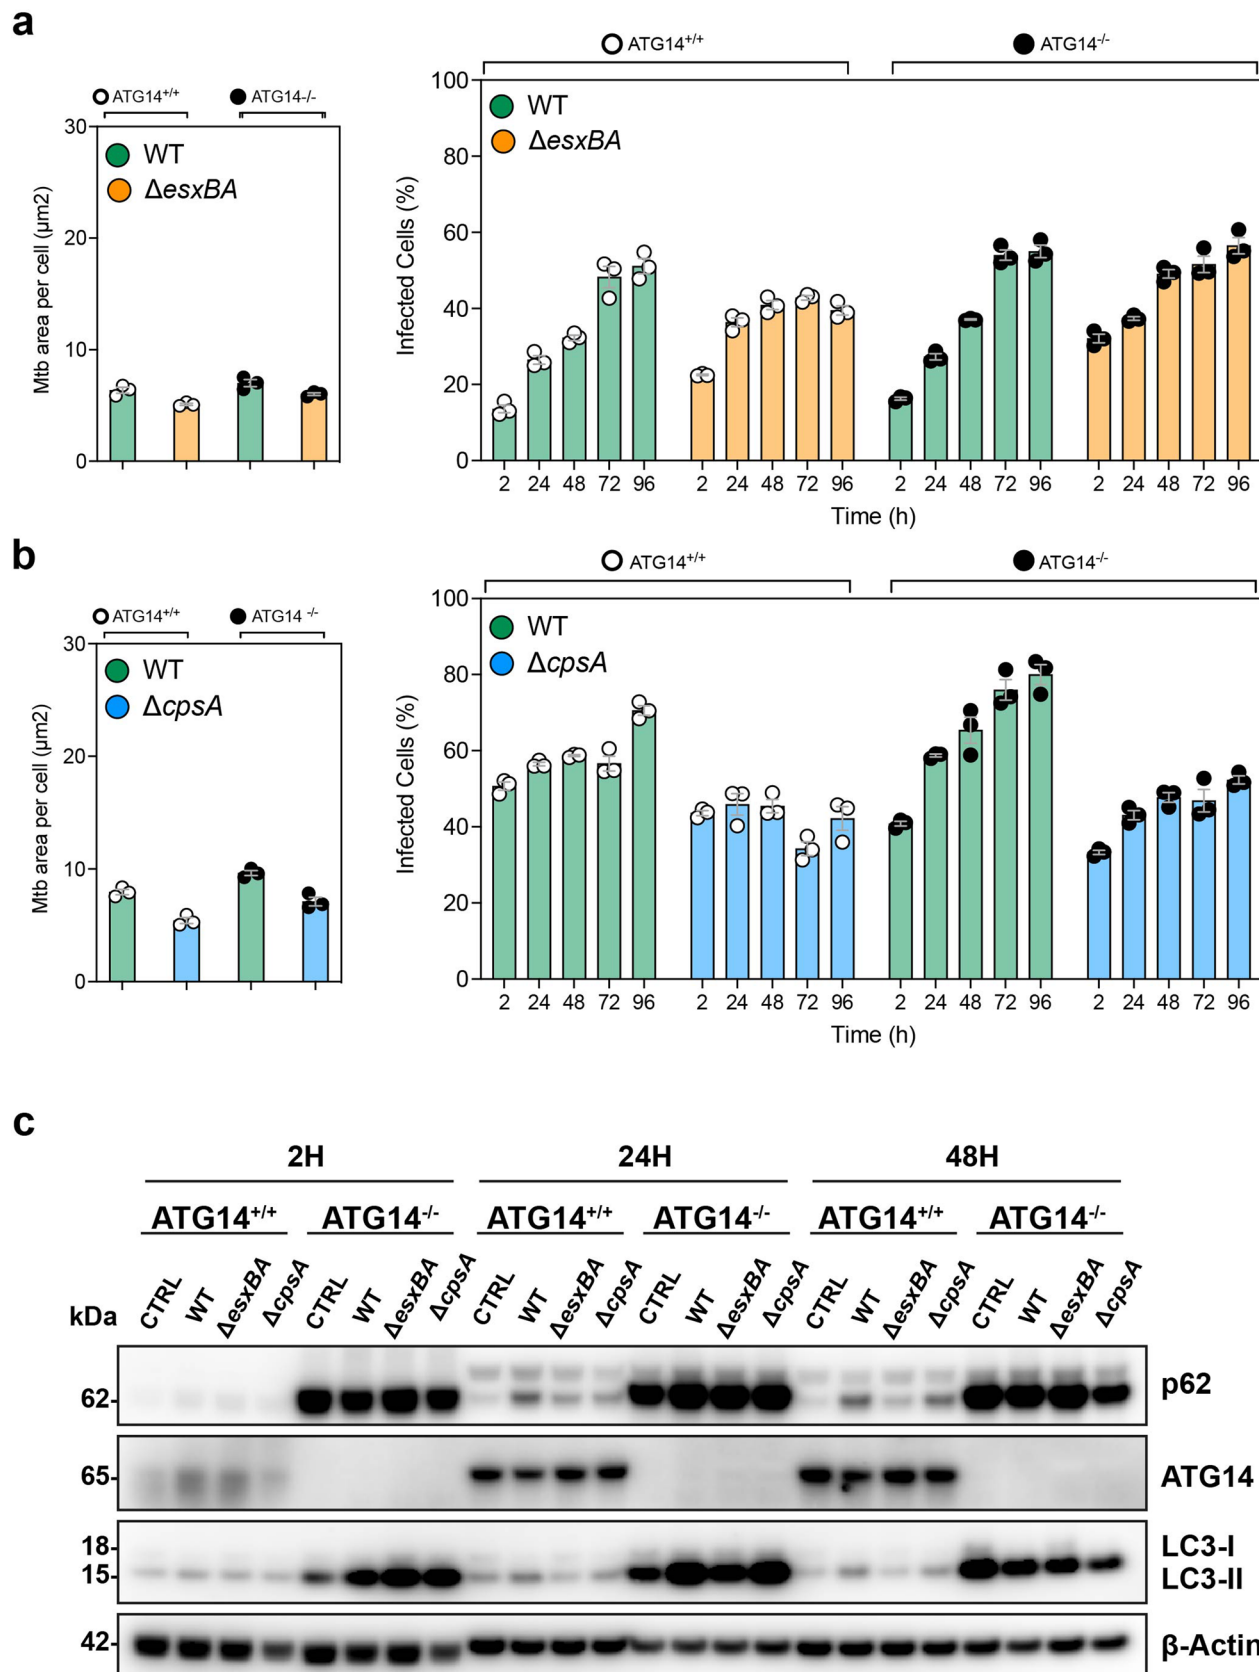 a
ATG14+/+
ATG14-/-
WT
ΔesxBA
Mtb area per cell (µm2)
30
20
10
0
ATG14+/+
ATG14-/-
WT
ΔesxBA
Infected Cells (%)
100
80
60
40
20
0
2 24 48 72 96 2 24 48 72 96 2 24 48 72 96 2 24 48 72 96
Time (h)
b
ATG14+/+
ATG14 -/-
WT
ΔcpsA
Mtb area per cell (µm2)
30
20
10
0
ATG14+/+
ATG14-/-
WT
ΔcpsA
Infected Cells (%)
100
80
60
40
20
0
2 24 48 72 96 2 24 48 72 96 2 24 48 72 96 2 24 48 72 96
Time (h)
c
2H 24H 48H
ATG14+/+ ATG14-/- ATG14+/+ ATG14-/- ATG14+/+ ATG14-/-
kDa CTRL WT ΔesxBA ΔcpsA CTRL WT ΔesxBA ΔcpsA CTRL WT ΔesxBA ΔcpsA CTRL WT ΔesxBA ΔcpsA CTRL WT ΔesxBA ΔcpsA CTRL WT ΔesxBA ΔcpsA
62- p62
65- ATG14
18- LC3-I
15- LC3-II
42- β-Actin